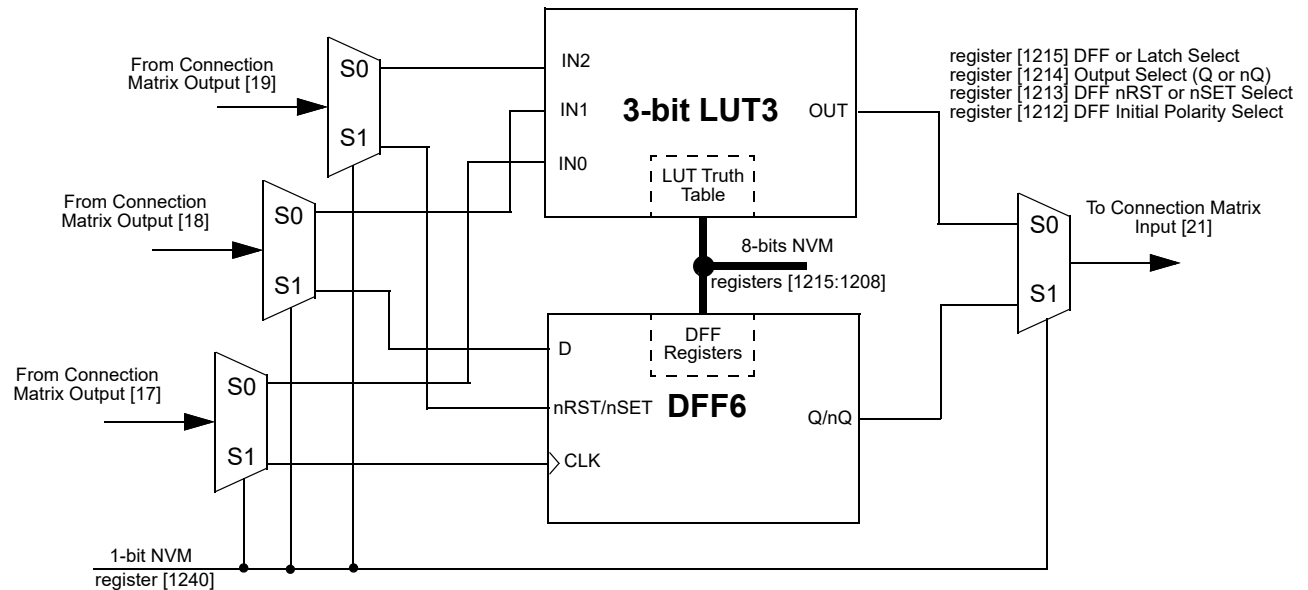 From Connection
Matrix Output [19]
S0
S1
IN2
IN1
IN0
3-bit LUT3
OUT
LUT Truth
Table
register [1215] DFF or Latch Select
register [1214] Output Select (Q or nQ)
register [1213] DFF nRST or nSET Select
register [1212] DFF Initial Polarity Select
From Connection
Matrix Output [18]
S0
S1
8-bits NVM
registers [1215:1208]
S0
S1
To Connection Matrix
Input [21]
From Connection
Matrix Output [17]
S0
S1
D
nRST/nSET
CLK
DFF
Registers
DFF6
Q/nQ
1-bit NVM
register [1240]